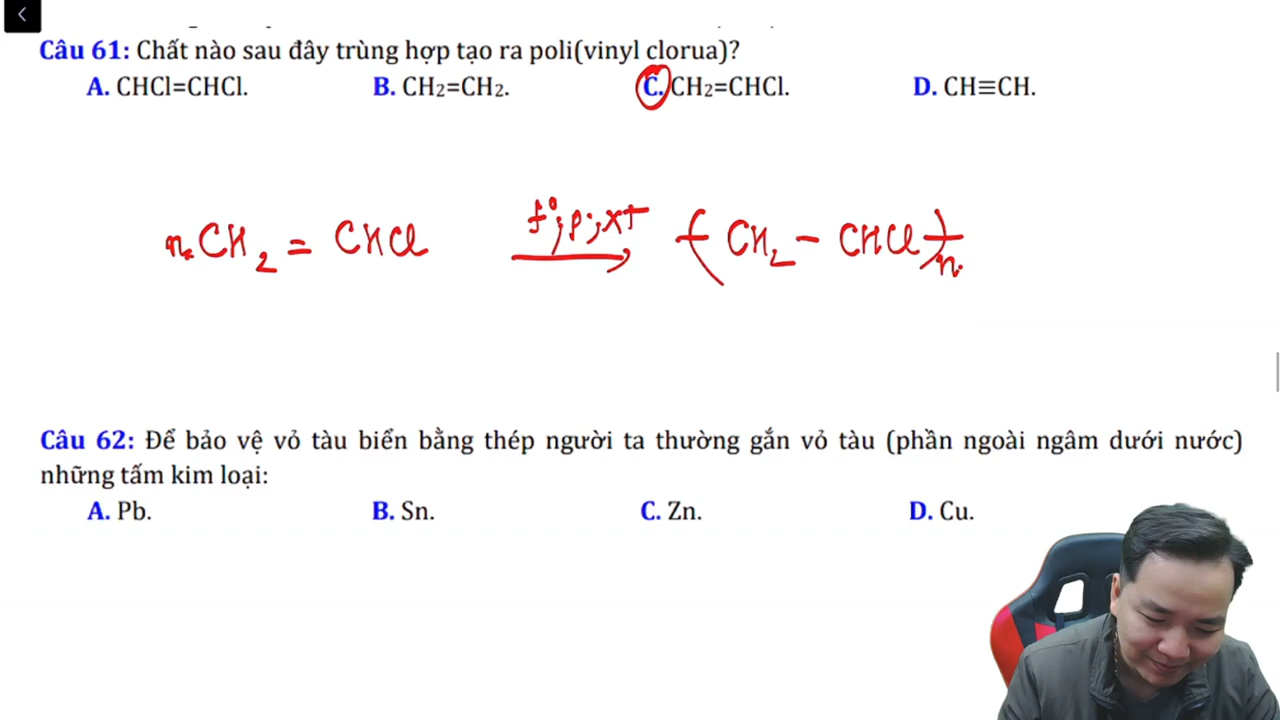 Câu 61: Chất nào sau đây trùng hợp tạo ra poli(vinyl clorua)?
A. CHCl=CHCl. B. CH2=CH2. C. CH2=CHCl. D. CH≡CH.
nCH2 = CHCl t°; p; xt → ( CH2 - CHCl )n
Câu 62: Để bảo vệ vỏ tàu biển bằng thép người ta thường gắn vỏ tàu (phần ngoài ngâm dưới nước)
những tấm kim loại:
A. Pb. B. Sn. C. Zn. D. Cu.